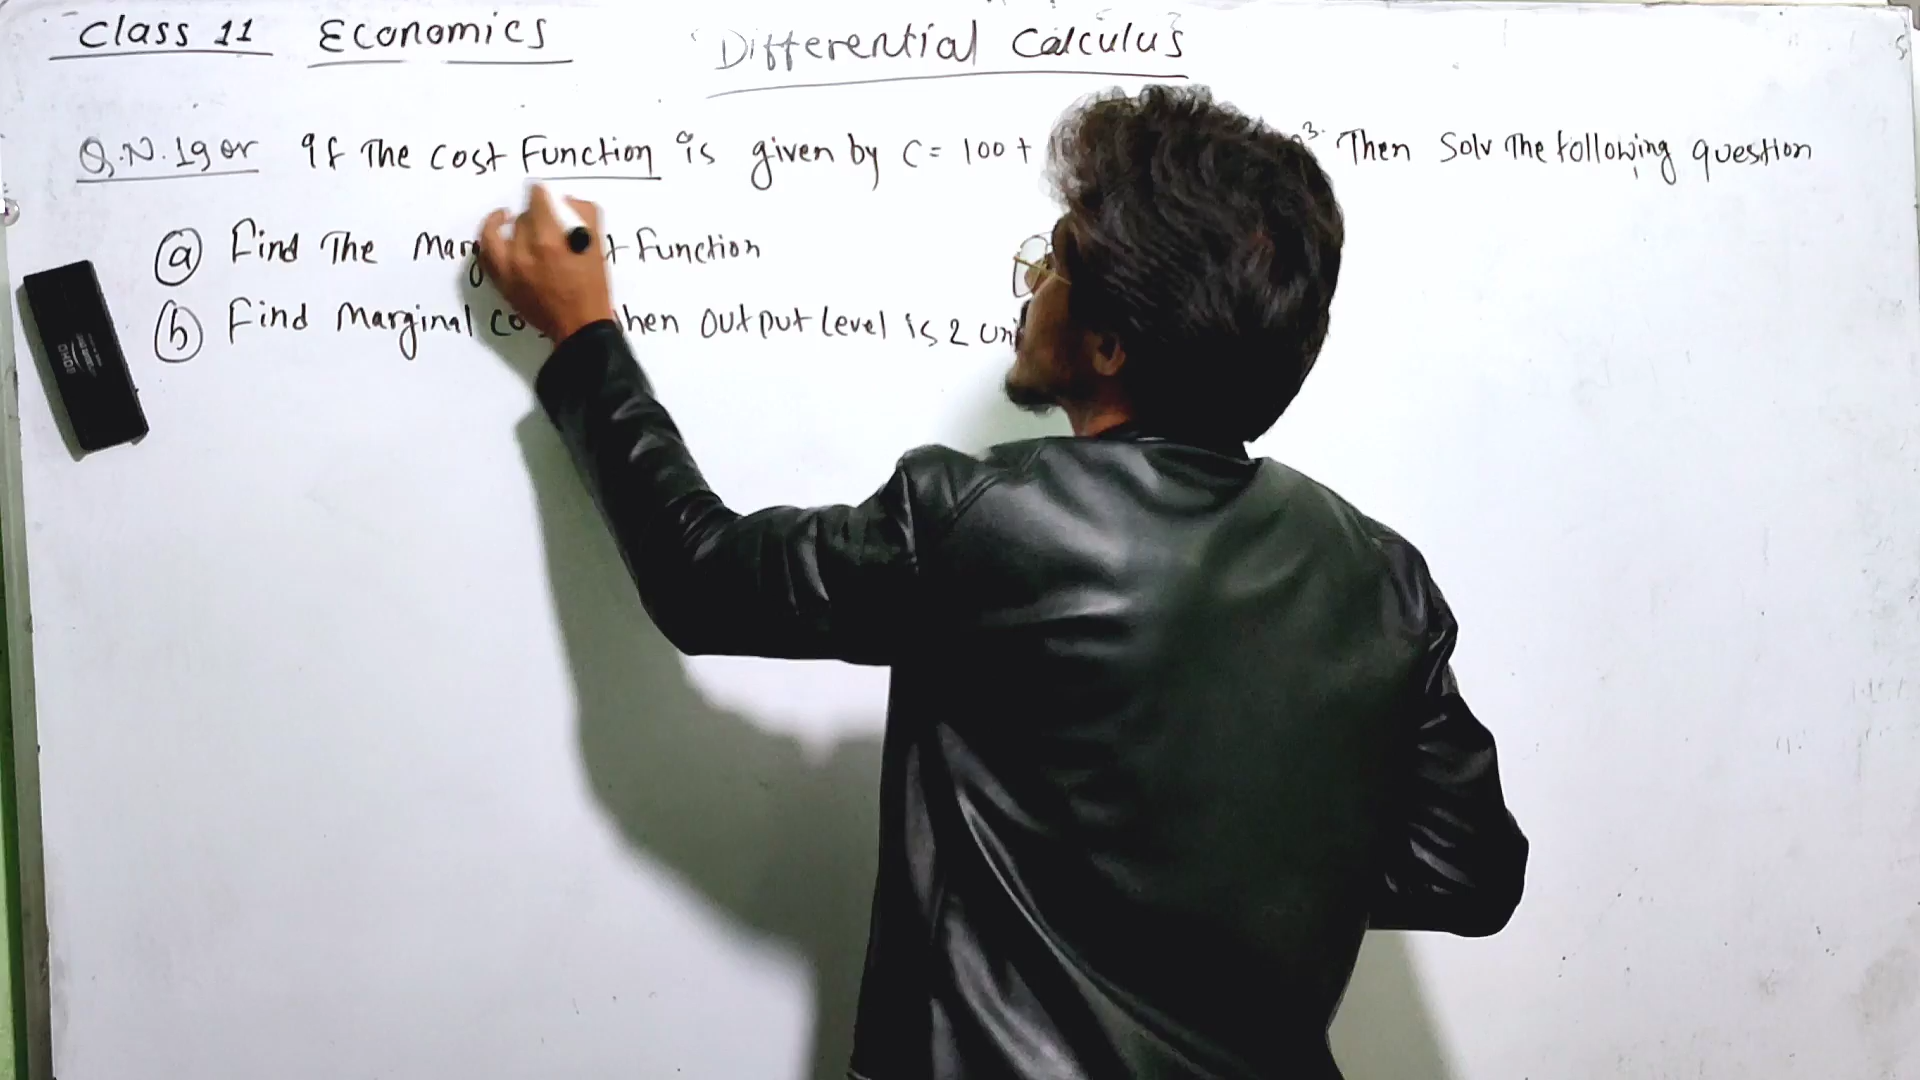 Class 11 Economics Differential Calculus
Q.N.19 or If The cost Function is given by C = 100 + 3. Then Solv The following question
(a) Find The Function
(b) Find Marginal Output Level is 2